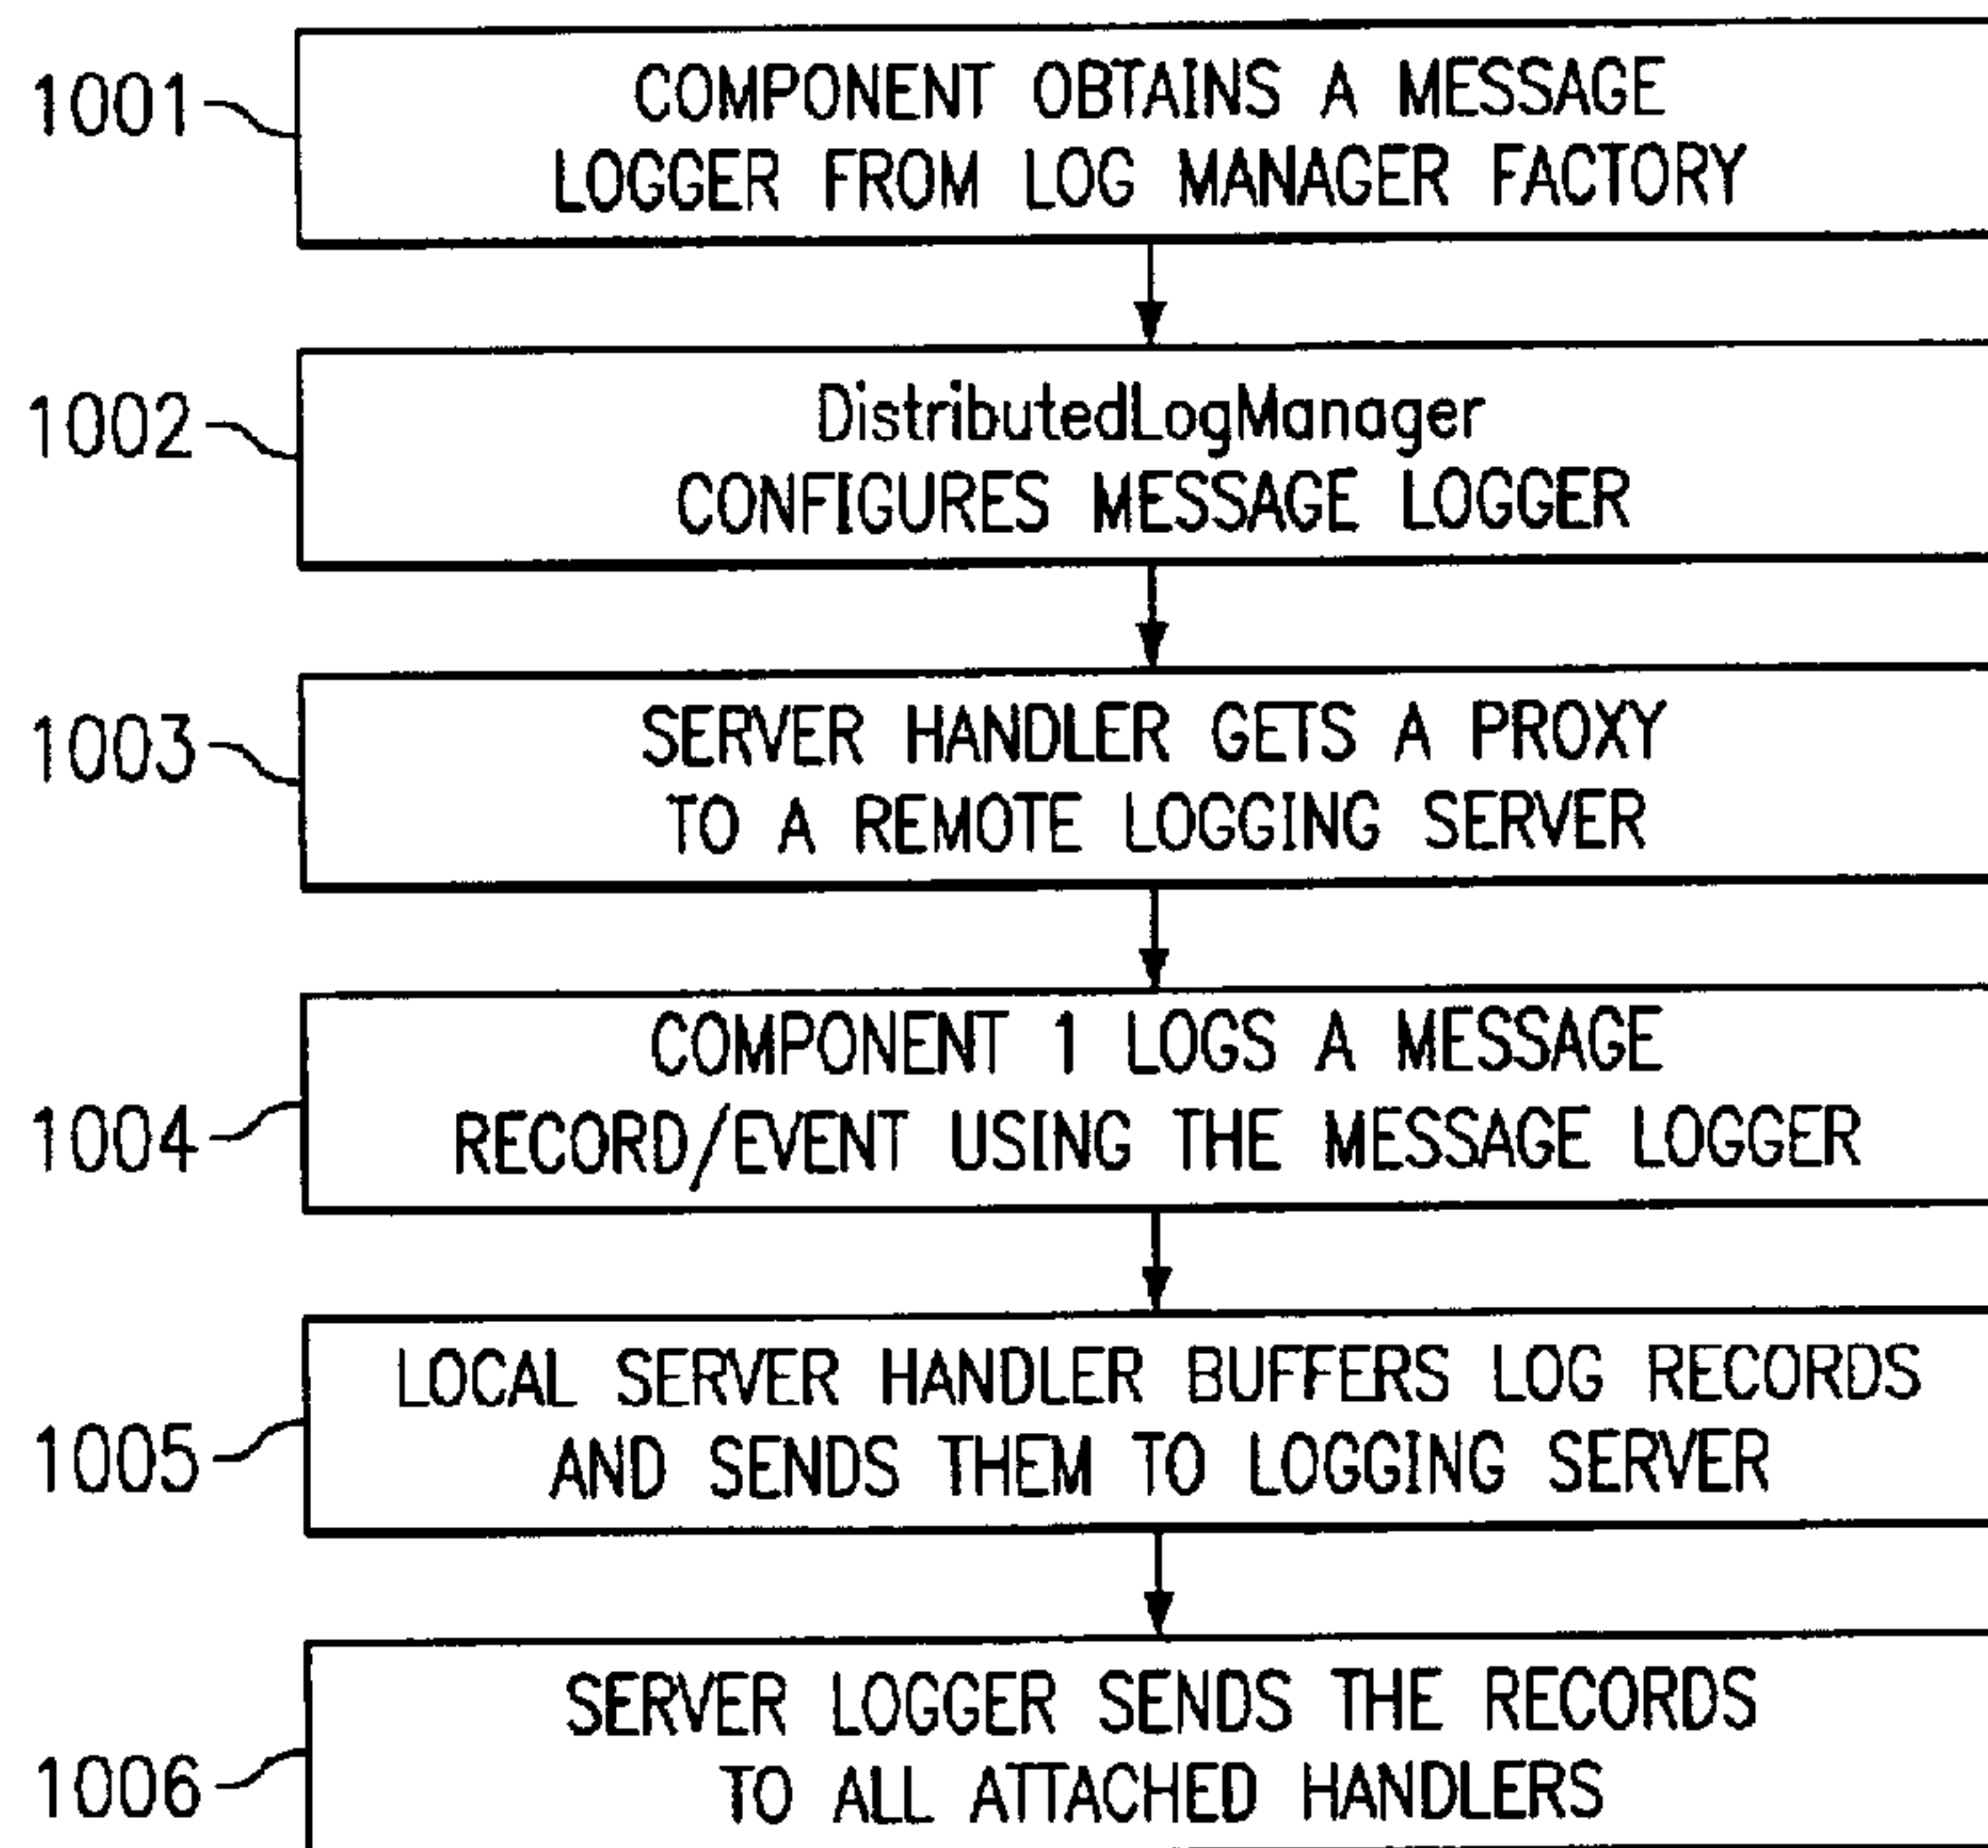 1001
COMPONENT OBTAINS A MESSAGE
LOGGER FROM LOG MANAGER FACTORY
1002
DistributedLogManager
CONFIGURES MESSAGE LOGGER
1003
SERVER HANDLER GETS A PROXY
TO A REMOTE LOGGING SERVER
1004
COMPONENT 1 LOGS A MESSAGE
RECORD/EVENT USING THE MESSAGE LOGGER
1005
LOCAL SERVER HANDLER BUFFERS LOG RECORDS
AND SENDS THEM TO LOGGING SERVER
1006
SERVER LOGGER SENDS THE RECORDS
TO ALL ATTACHED HANDLERS